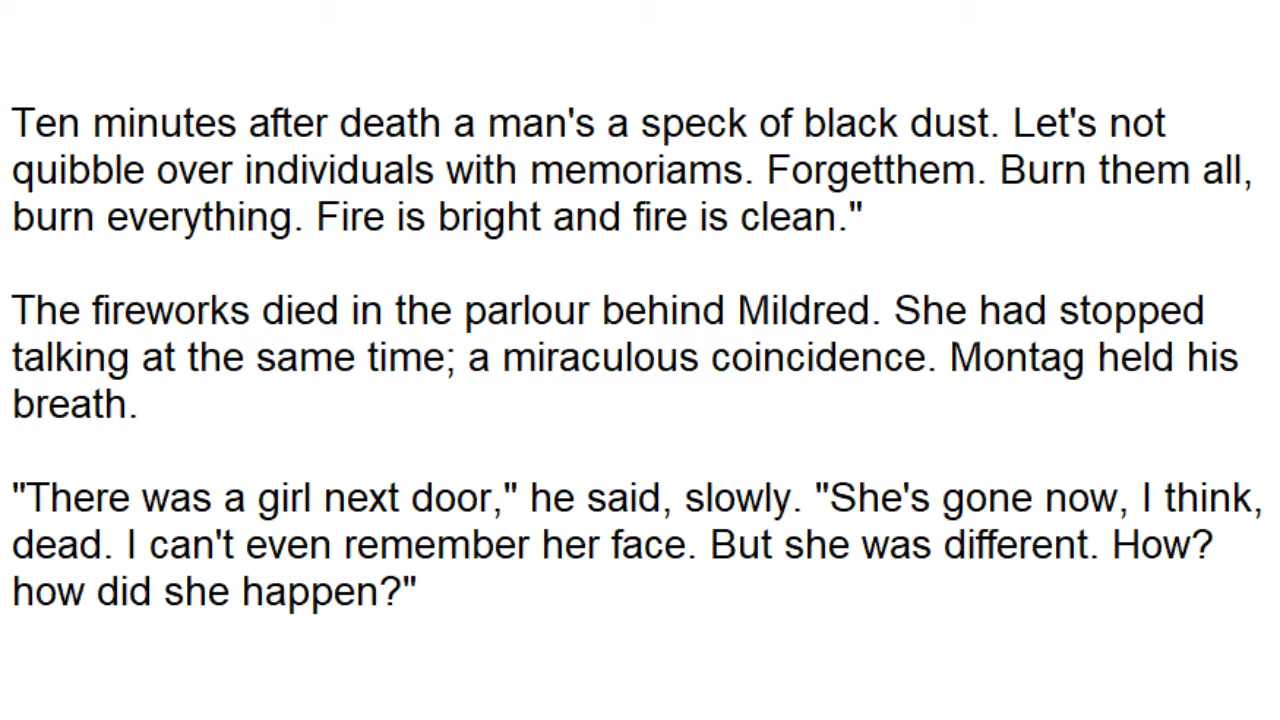 Ten minutes after death a man's a speck of black dust. Let's not
quibble over individuals with memoriams. Forgetthem. Burn them all,
burn everything. Fire is bright and fire is clean."
The fireworks died in the parlour behind Mildred. She had stopped
talking at the same time; a miraculous coincidence. Montag held his
breath.
"There was a girl next door," he said, slowly. "She's gone now, I think,
dead. I can't even remember her face. But she was different. How?
how did she happen?"